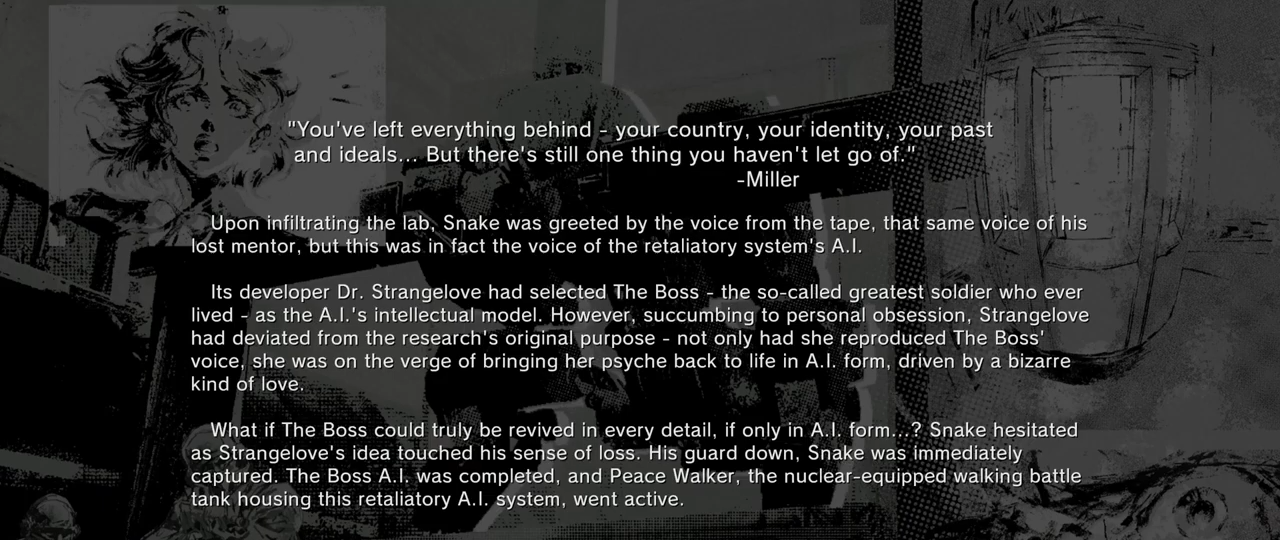 "You've left everything behind - your country, your identity, your past
and ideals... But there's still one thing you haven't let go of."
-Miller
Upon infiltrating the lab, Snake was greeted by the voice from the tape, that same voice of his
lost mentor, but this was in fact the voice of the retaliatory system's A.I.
Its developer Dr. Strangelove had selected The Boss - the so-called greatest soldier who ever
lived - as the A.I.'s intellectual model. However, succumbing to personal obsession, Strangelove
had deviated from the research's original purpose - not only had she reproduced The Boss'
voice, she was on the verge of bringing her psyche back to life in A.I. form, driven by a bizarre
kind of love.
What if The Boss could truly be revived in every detail, if only in A.I. form...? Snake hesitated
as Strangelove's idea touched his sense of loss. His guard down, Snake was immediately
captured. The Boss A.I. was completed, and Peace Walker, the nuclear-equipped walking battle
tank housing this retaliatory A.I. system, went active.